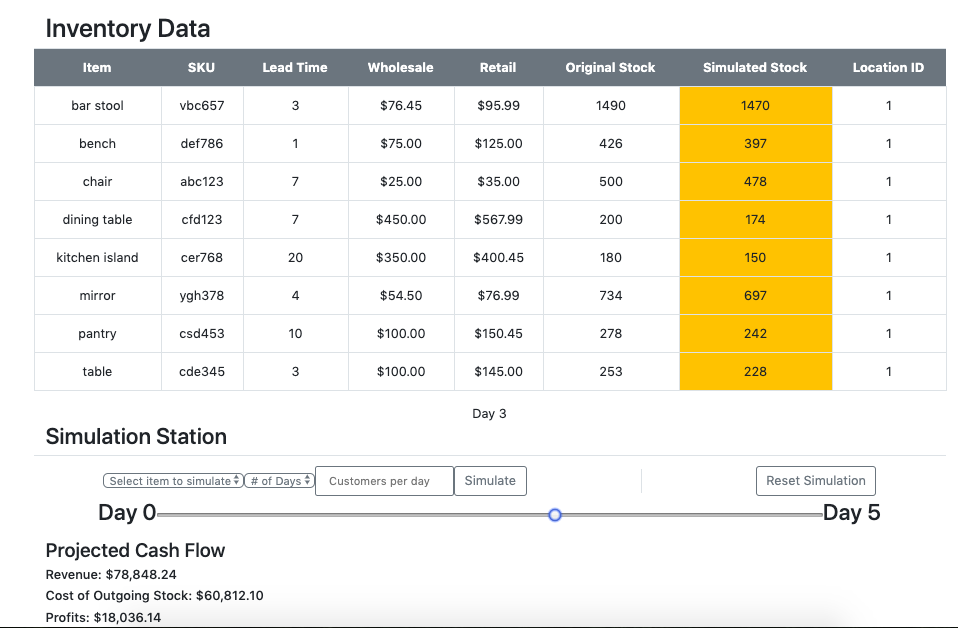 Inventory Data
Item SKU Lead Time Wholesale Retail Original Stock Simulated Stock Location ID
bar stool vbc657 3 $76.45 $95.99 1490 1470 1
bench def786 1 $75.00 $125.00 426 397 1
chair abc123 7 $25.00 $35.00 500 478 1
dining table cfd123 7 $450.00 $567.99 200 174 1
kitchen island cer768 20 $350.00 $400.45 180 150 1
mirror ygh378 4 $54.50 $76.99 734 697 1
pantry csd453 10 $100.00 $150.45 278 242 1
table cde345 3 $100.00 $145.00 253 228 1
Day 3
Simulation Station
Select item to simulate # of Days Customers per day Simulate Reset Simulation
Day 0 Day 5
Projected Cash Flow
Revenue: $78,848.24
Cost of Outgoing Stock: $60,812.10
Profits: $18,036.14